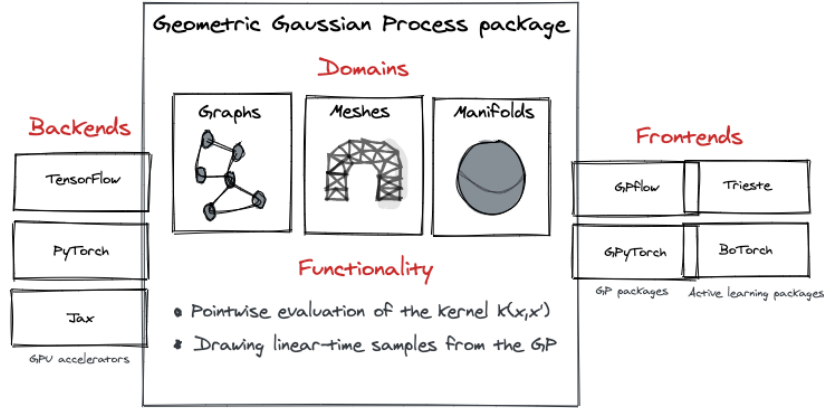 Geometric Gaussian Process package
Domains
Graphs
Meshes
Manifolds
Backends
TensorFlow
PyTorch
Jax
GPU accelerators
Functionality
• Pointwise evaluation of the kernel k(x,x')
• Drawing linear-time samples from the GP
Frontends
GPflow
Trieste
GPyTorch
BoTorch
GP packages
Active learning packages